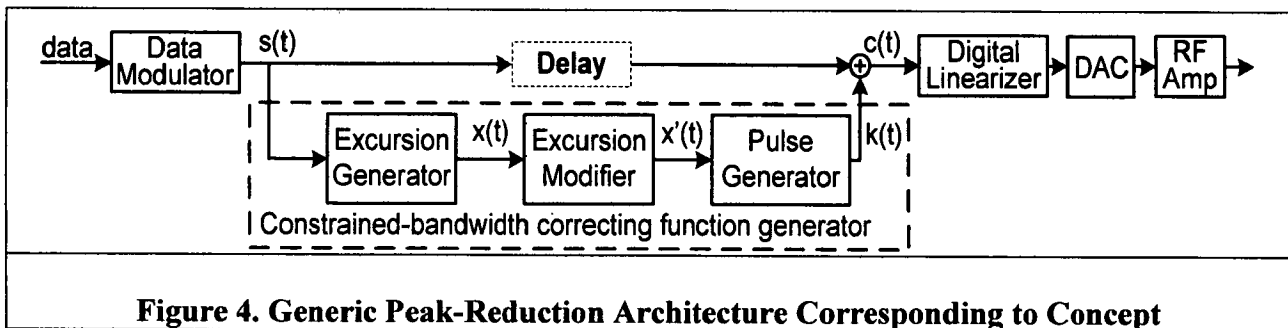 data
Data
Modulator
s(t)
Delay
+
c(t)
Digital
Linearizer
DAC
RF
Amp
Excursion
Generator
x(t)
Excursion
Modifier
x'(t)
Pulse
Generator
k(t)
Constrained-bandwidth correcting function generator
Figure 4. Generic Peak-Reduction Architecture Corresponding to Concept